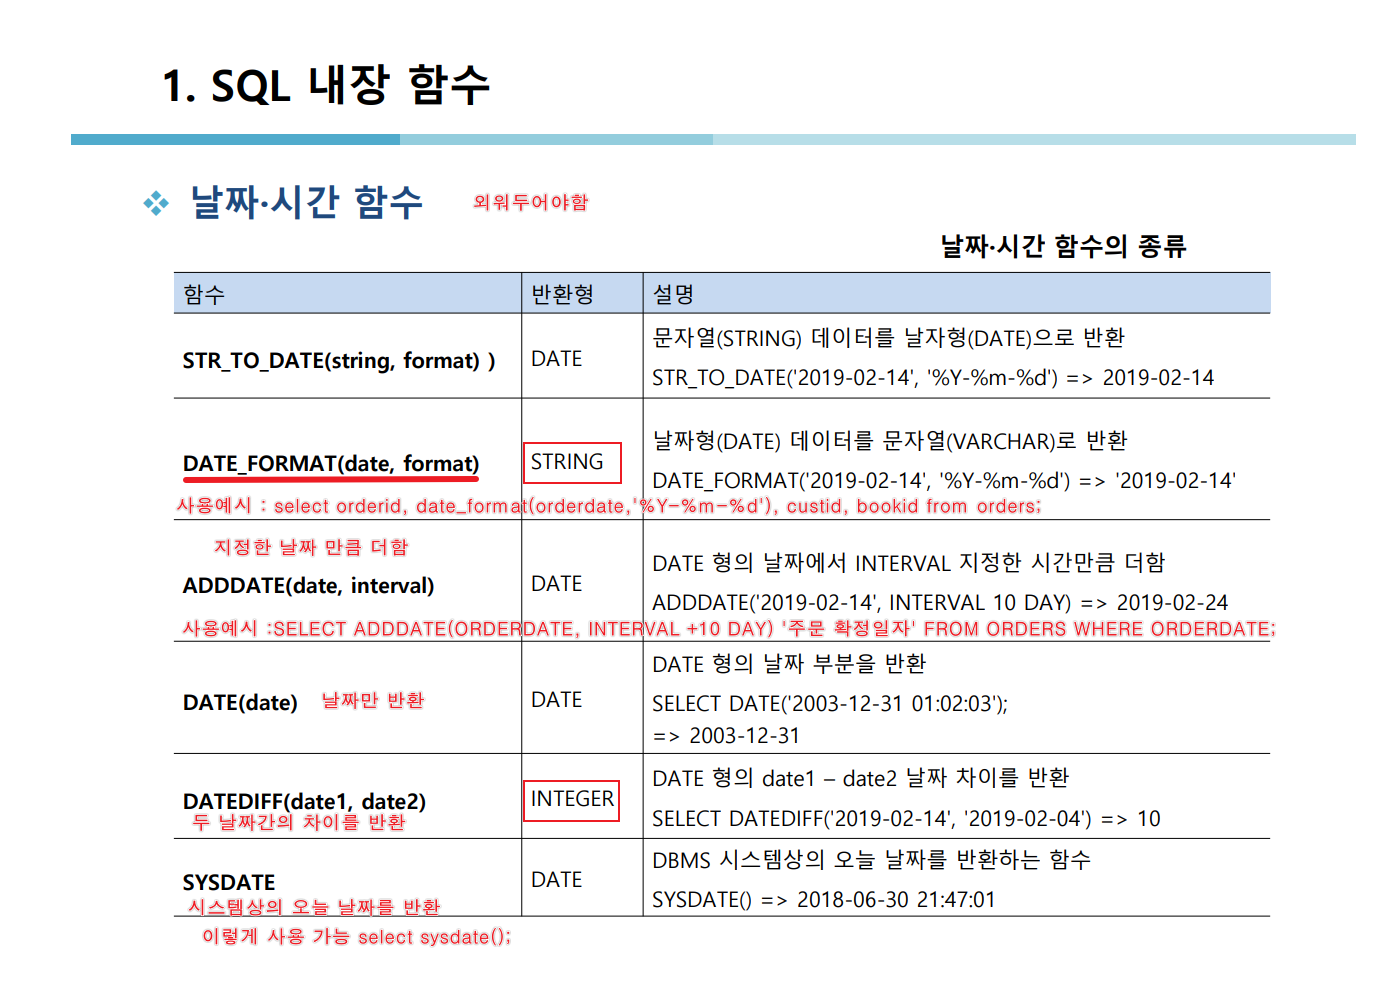 1. SQL 내장 함수
❖ 날짜·시간 함수 외워두어야함
날짜·시간 함수의 종류
함수 반환형 설명
STR_TO_DATE(string, format) ) DATE 문자열(STRING) 데이터를 날자형(DATE)으로 반환
STR_TO_DATE('2019-02-14', '%Y-%m-%d') => 2019-02-14
DATE_FORMAT(date, format) STRING 날짜형(DATE) 데이터를 문자열(VARCHAR)로 반환
DATE_FORMAT('2019-02-14', '%Y-%m-%d') => '2019-02-14'
사용예시 : select orderid, date_format(orderdate,'%Y-%m-%d'), custid, bookid from orders;
지정한 날짜 만큼 더함
ADDDATE(date, interval) DATE DATE 형의 날짜에서 INTERVAL 지정한 시간만큼 더함
ADDDATE('2019-02-14', INTERVAL 10 DAY) => 2019-02-24
사용예시 :SELECT ADDDATE(ORDERDATE, INTERVAL +10 DAY) '주문 확정일자' FROM ORDERS WHERE ORDERDATE;
DATE(date) 날짜만 반환 DATE DATE 형의 날짜 부분을 반환
SELECT DATE('2003-12-31 01:02:03');
=> 2003-12-31
DATEDIFF(date1, date2) INTEGER DATE 형의 date1 – date2 날짜 차이를 반환
두 날짜간의 차이를 반환 SELECT DATEDIFF('2019-02-14', '2019-02-04') => 10
SYSDATE DATE DBMS 시스템상의 오늘 날짜를 반환하는 함수
시스템상의 오늘 날짜를 반환 SYSDATE() => 2018-06-30 21:47:01
이렇게 사용 가능 select sysdate();